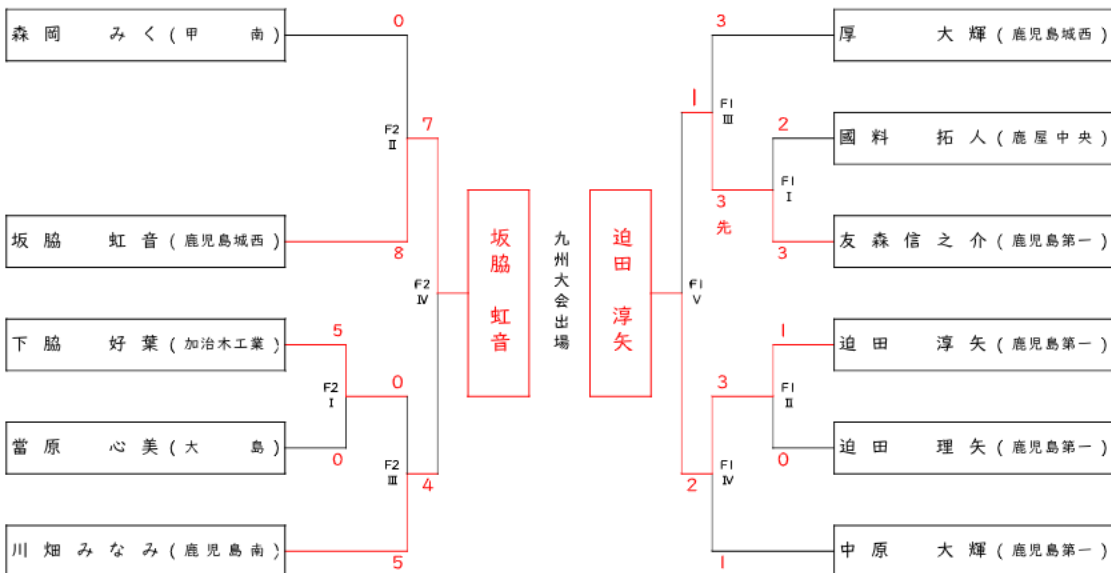 0
3
森岡 みく(甲 南)
厚 大輝(鹿児島城西)
F2
II
7
1
F1
III
2
國料 拓人(鹿屋中央)
F1
I
坂脇 虹音(鹿児島城西)
8
3
先
3
友森信之介(鹿児島第一)
坂脇 虹音
九州大会出場
迫田 淳矢
F2
IV
F1
V
下脇 好葉(加治木工業)
5
1
迫田 淳矢(鹿児島第一)
F2
I
0
3
F1
II
當原 心美(大 島)
0
0
迫田 理矢(鹿児島第一)
F2
III
4
2
F1
IV
川畑みなみ(鹿児島南)
5
1
中原 大輝(鹿児島第一)